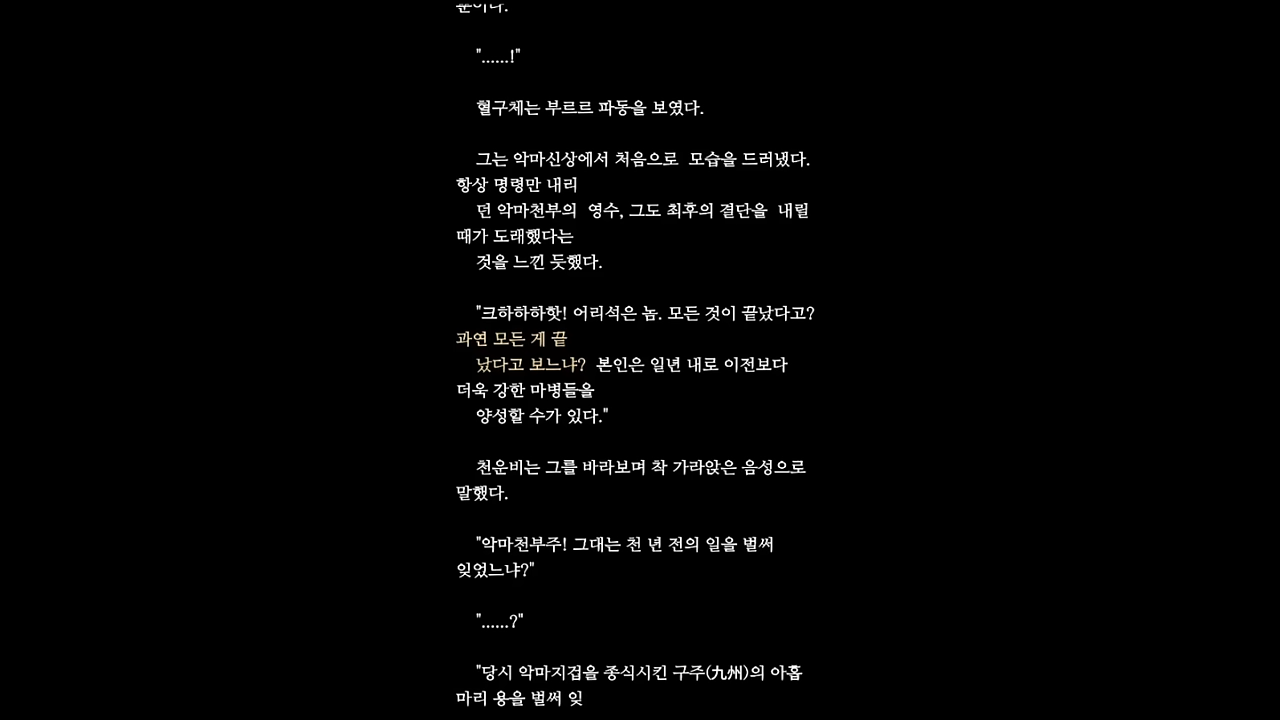 "......!"
혈구체는 부르르 파동을 보였다.
그는 악마신상에서 처음으로  모습을 드러냈다.
항상 명령만 내리
던 악마천부의  영수, 그도 최후의 결단을  내릴
때가 도래했다는
것을 느낀 듯했다.
"크하하하핫! 어리석은 놈. 모든 것이 끝났다고?
과연 모든 게 끝
났다고 보느냐?  본인은 일년 내로 이전보다
더욱 강한 마병들을
양성할 수가 있다."
천운비는 그를 바라보며 착 가라앉은 음성으로
말했다.
"악마천부주! 그대는 천 년 전의 일을 벌써
잊었느냐?"
"......?"
"당시 악마지겁을 종식시킨 구주(九州)의 아홉
마리 용을 벌써 잊